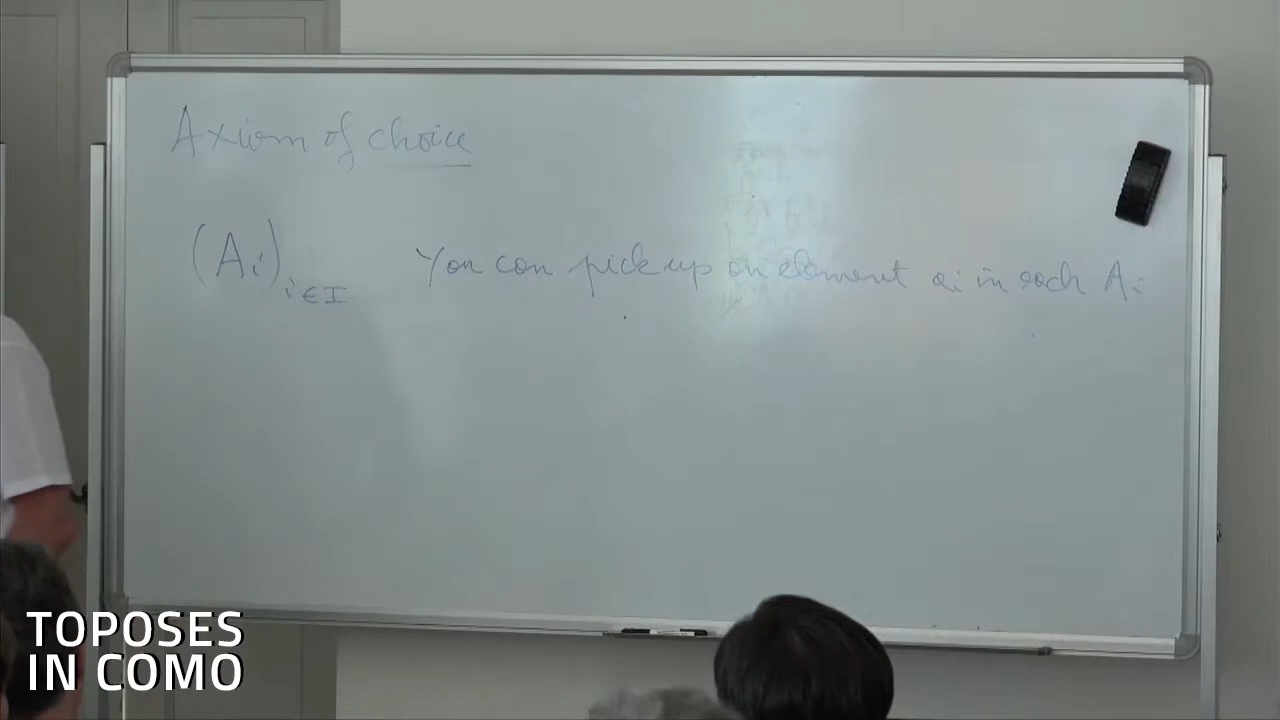 Axiom of choice
(Ai)i∈I You can pick up an element ai in each Ai
TOPOSES
IN COMO